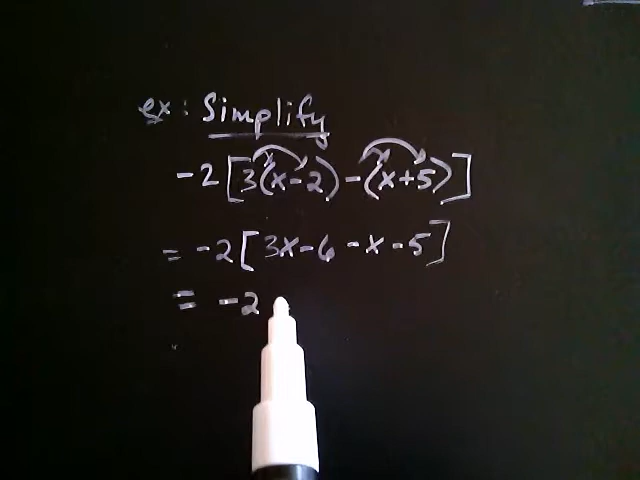 ex: Simplify
-2[3(x-2)-(x+5)]
= -2[3x-6-x-5]
= -2